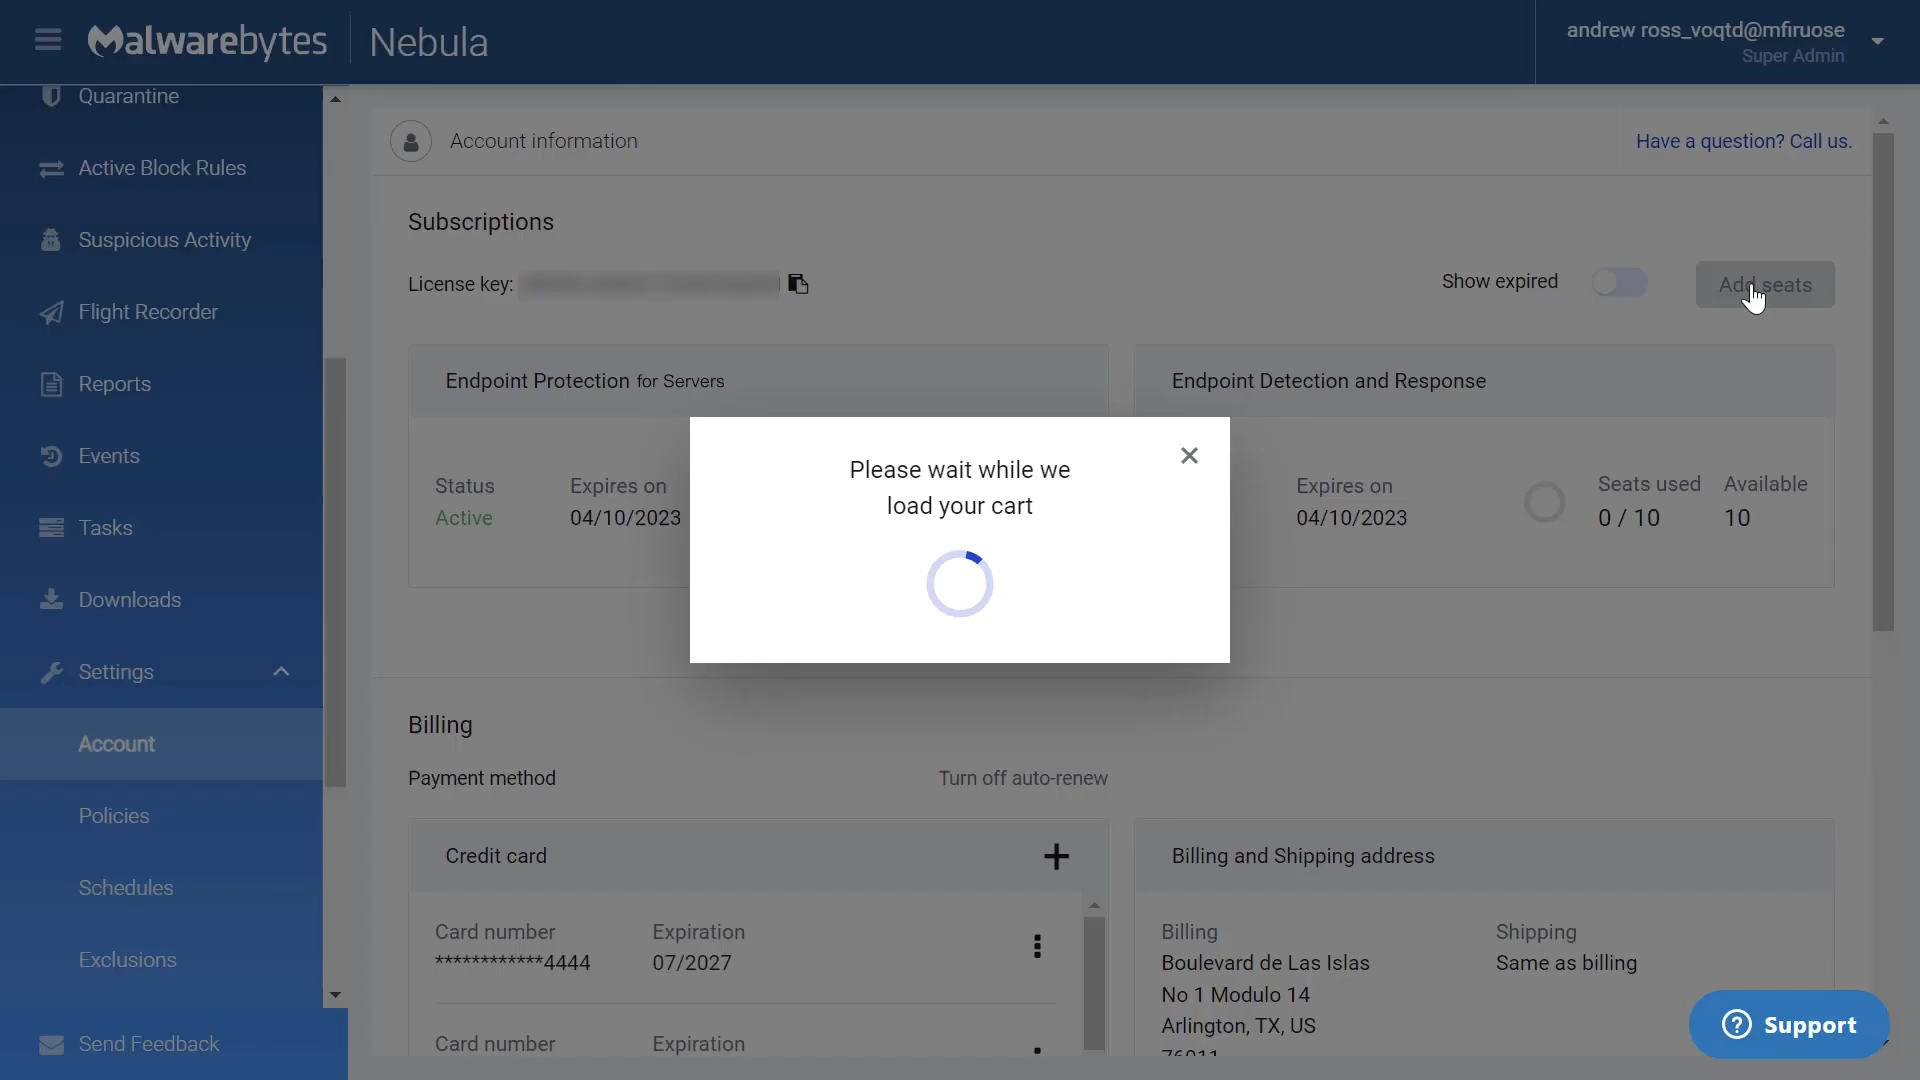 Malwarebytes
Nebula
andrew ross_voqtd@mfiruose
Super Admin
Quarantine
Active Block Rules
Suspicious Activity
Flight Recorder
Reports
Events
Tasks
Downloads
Settings
Account
Policies
Schedules
Exclusions
Send Feedback
Account information
Have a question? Call us.
Subscriptions
License key:
Show expired
Add seats
Endpoint Protection for Servers
Status
Active
Expires on
04/10/2023
Endpoint Detection and Response
Expires on
04/10/2023
Seats used
0 / 10
Available
10
Please wait while we
load your cart
Billing
Payment method
Turn off auto-renew
Credit card
Card number
************4444
Expiration
07/2027
Card number
Expiration
Billing and Shipping address
Billing
Boulevard de Las Islas
No 1 Modulo 14
Arlington, TX, US
76011
Shipping
Same as billing
Support